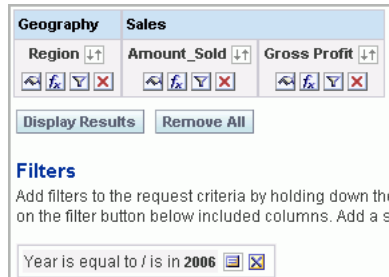 Geography Sales
Region Amount_Sold Gross Profit
Display Results Remove All
Filters
Add filters to the request criteria by holding down the
on the filter button below included columns. Add a s
Year is equal to / is in 2006